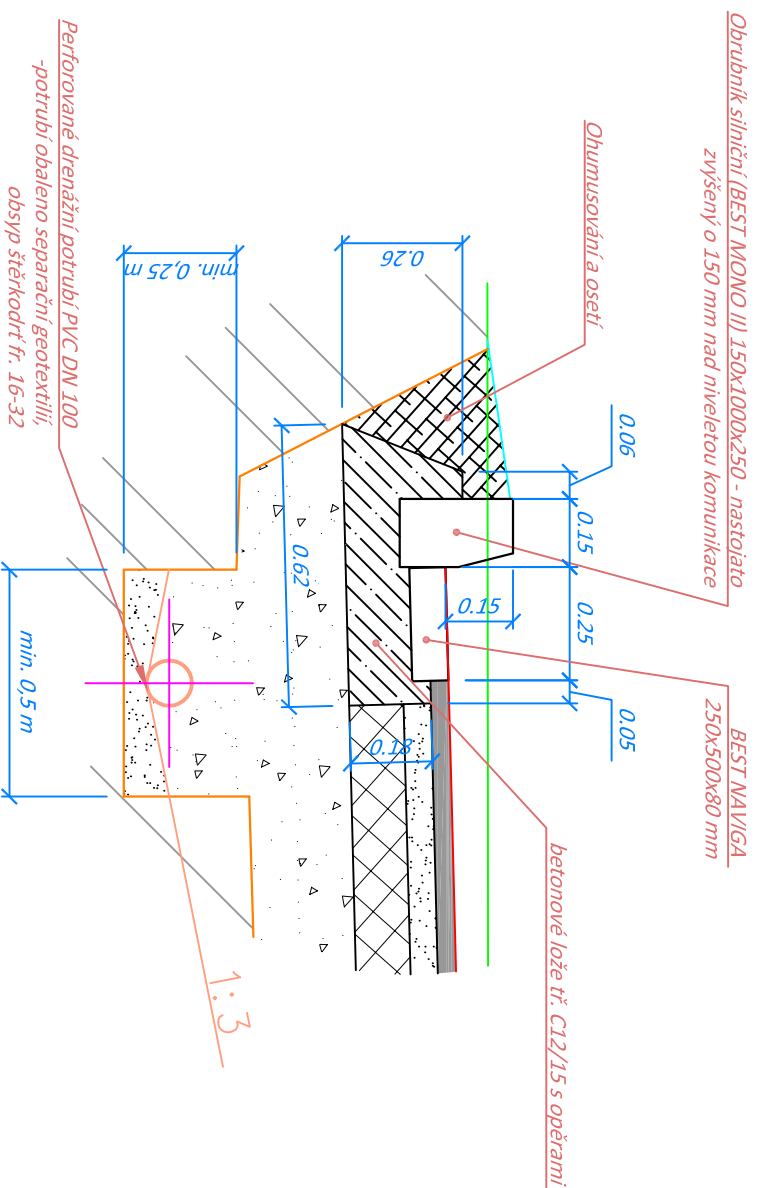 Obrubník silniční (BEST MONO II) 150x1000x250 - nastojato
zvýšený o 150 mm nad niveletou komunikace
BEST NAVIGA
250x500x80 mm
Ohumusování a osetí
betonové lože tř. C12/15 s opěrami
0.06
0.15
0.25
0.05
0.15
0.26
0.62
0.18
min. 0,25 m
min. 0,5 m
1:3
Perforované drenážní potrubí PVC DN 100
-potrubí obaleno separační geotextilií,
obsyp štěrkodrť fr. 16-32